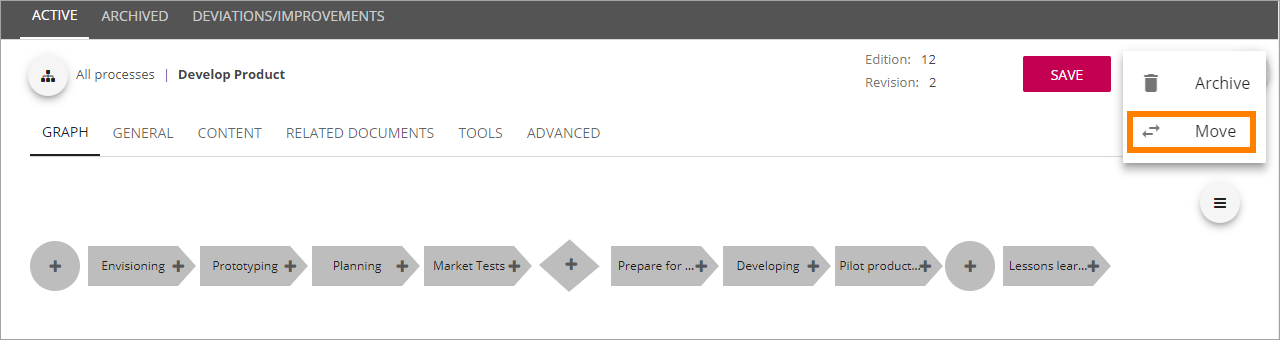 ACTIVE ARCHIVED DEVIATIONS/IMPROVEMENTS
All processes | Develop Product
Edition: 12
Revision: 2
SAVE
Archive
Move
GRAPH GENERAL CONTENT RELATED DOCUMENTS TOOLS ADVANCED
Envisioning Prototyping Planning Market Tests Prepare for ... Developing Pilot product... Lessons lear...